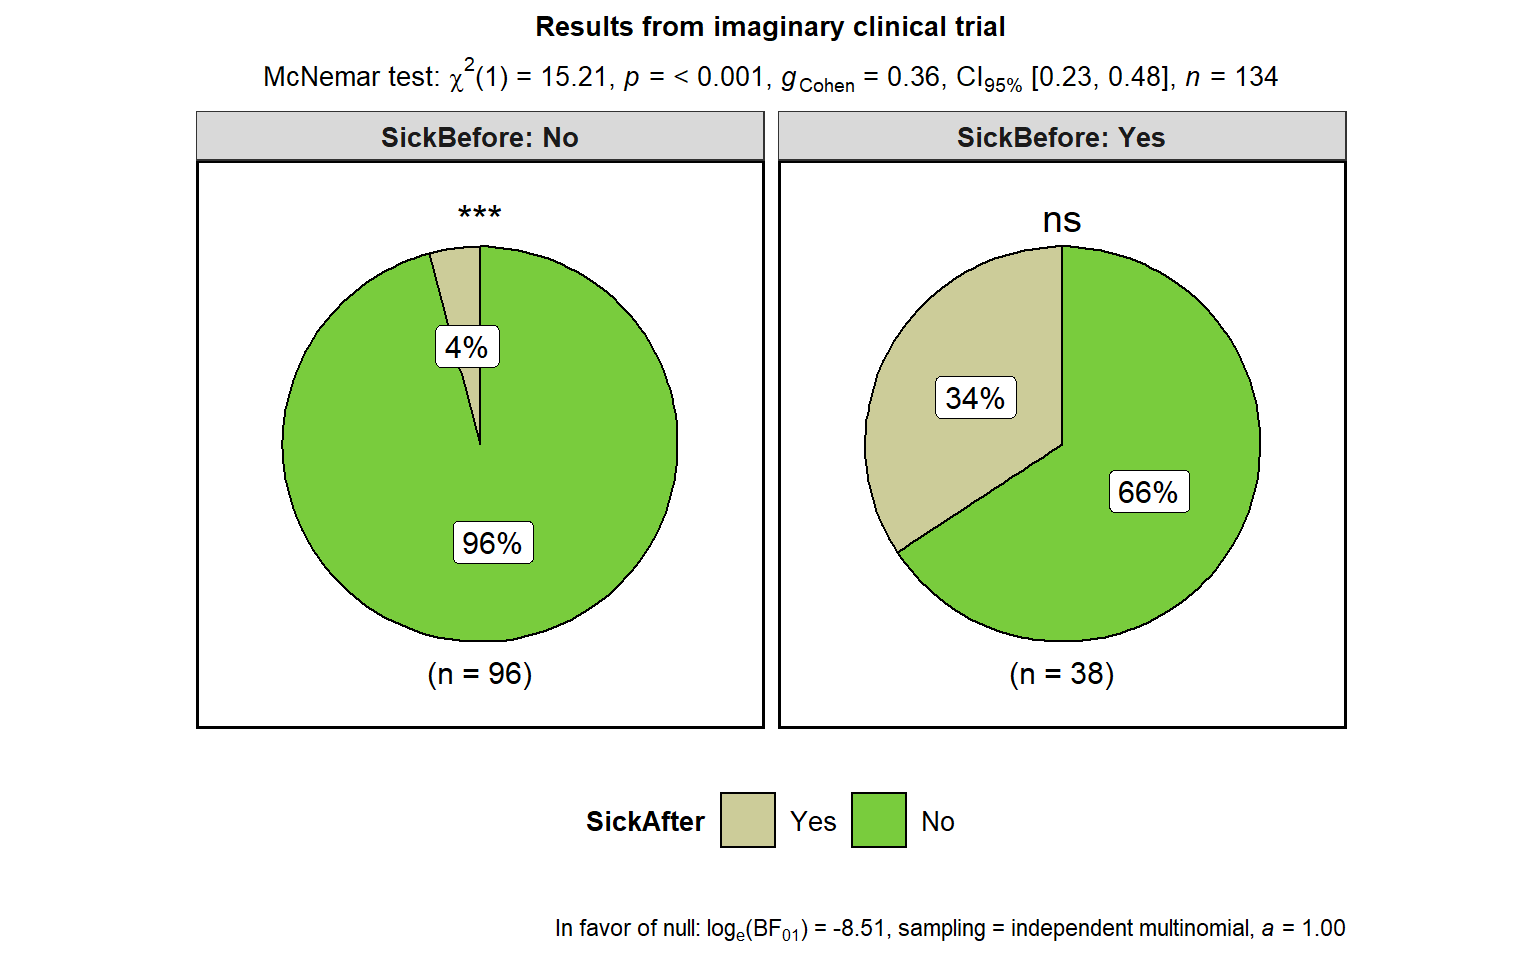 Results from imaginary clinical trial
McNemar test: χ²(1) = 15.21, p = < 0.001, gCohen = 0.36, CI95% [0.23, 0.48], n = 134
SickBefore: No
SickBefore: Yes
***
ns
4%
96%
34%
66%
(n = 96)
(n = 38)
SickAfter Yes No
In favor of null: loge(BF01) = -8.51, sampling = independent multinomial, a = 1.00